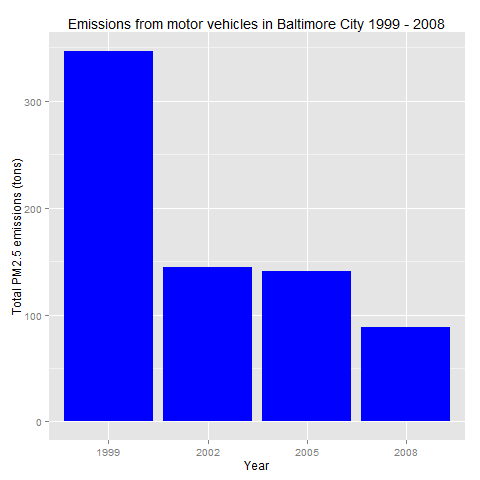 Emissions from motor vehicles in Baltimore City 1999 - 2008
Total PM2.5 emissions (tons)
300
200
100
0
1999 2002 2005 2008
Year